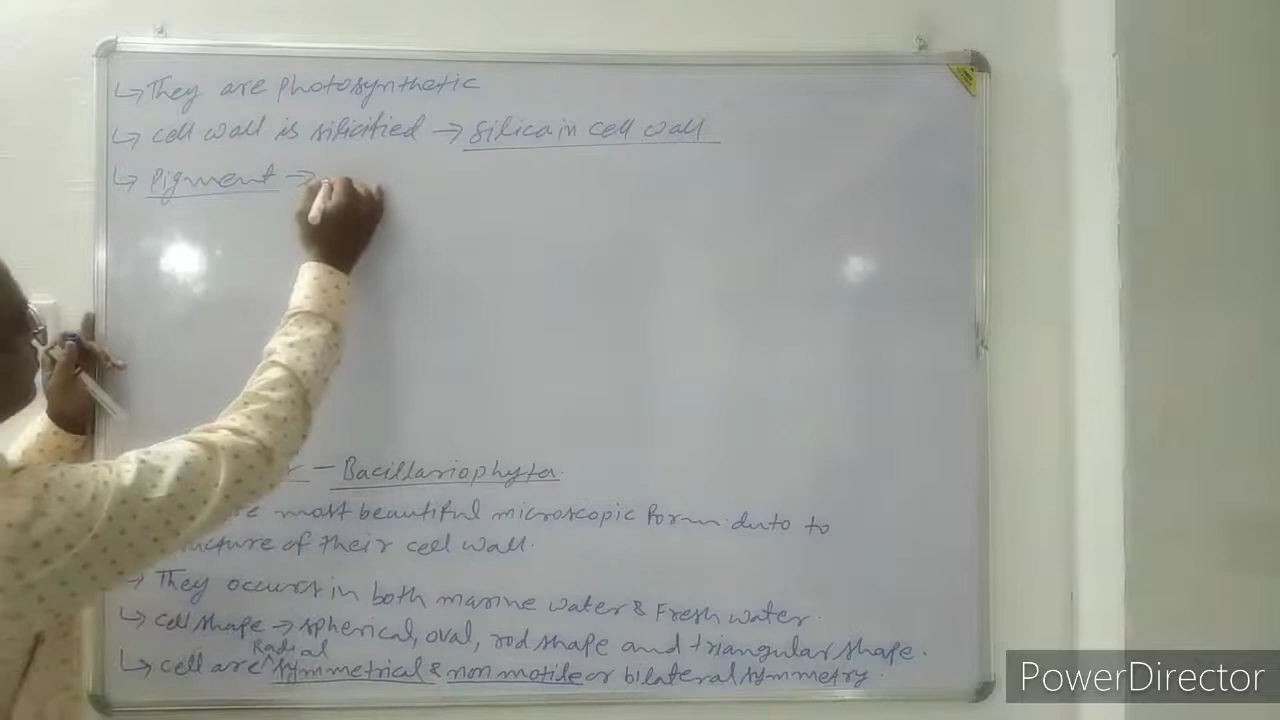 ↳ They are photosynthetic
↳ cell wall is silicified → Silica in cell wall
↳ Pigment →
- Bacillariophyta.
most beautiful microscopic form duto to
of their cell wall.
They occurs in both marine water & Fresh water.
↳ cell shape → spherical, oval, rod shape and triangular shape.
Radial
↳ cell are ^ symmetrical & non motile or bilateral symmetry.
PowerDirector